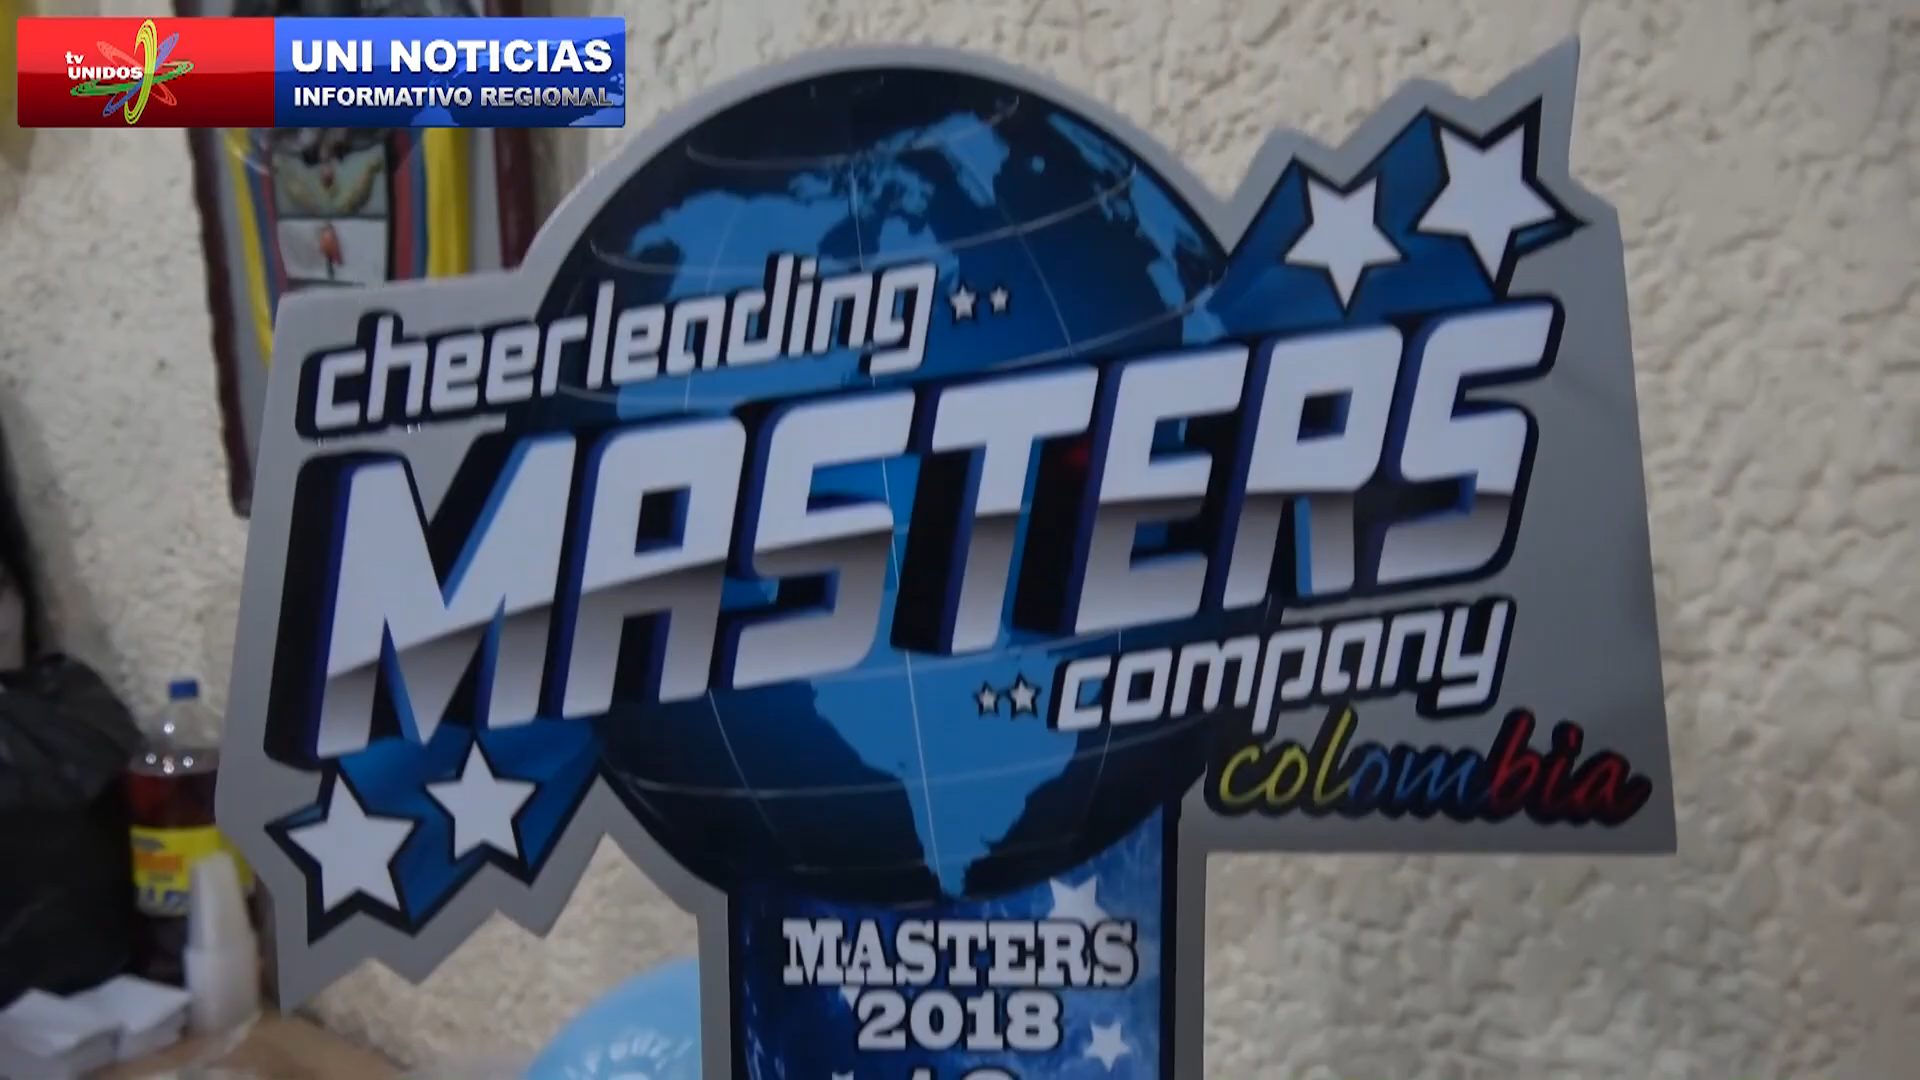 tv
UNIDOS
UNI NOTICIAS
INFORMATIVO REGIONAL
cheerleading
MASTERS
company
colombia
MASTERS
2018